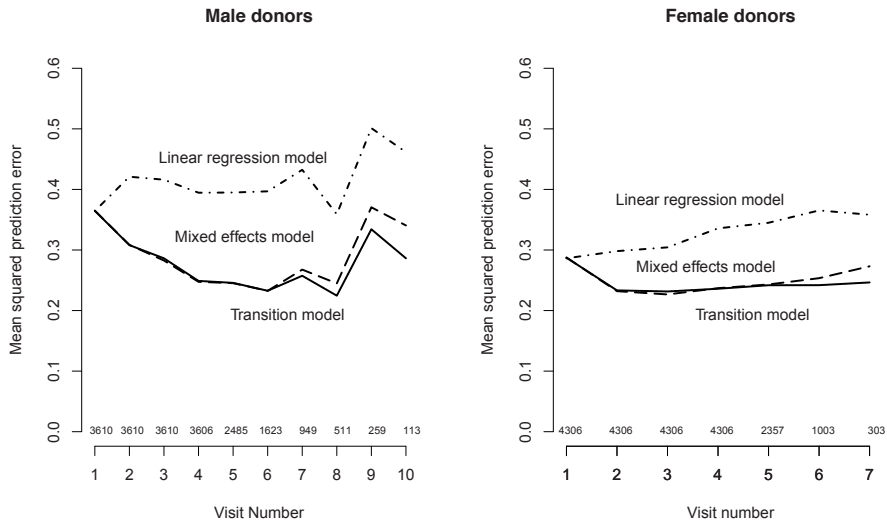 Male donors
Mean squared prediction error
0.6
0.5
0.4
0.3
0.2
0.1
0.0
Linear regression model
Mixed effects model
Transition model
3610 3610 3610 3606 2485 1623 949 511 259 113
1 2 3 4 5 6 7 8 9 10
Visit Number
Female donors
Mean squared prediction error
0.6
0.5
0.4
0.3
0.2
0.1
0.0
Linear regression model
Mixed effects model
Transition model
4306 4306 4306 4306 2357 1003 303
1 2 3 4 5 6 7
Visit number